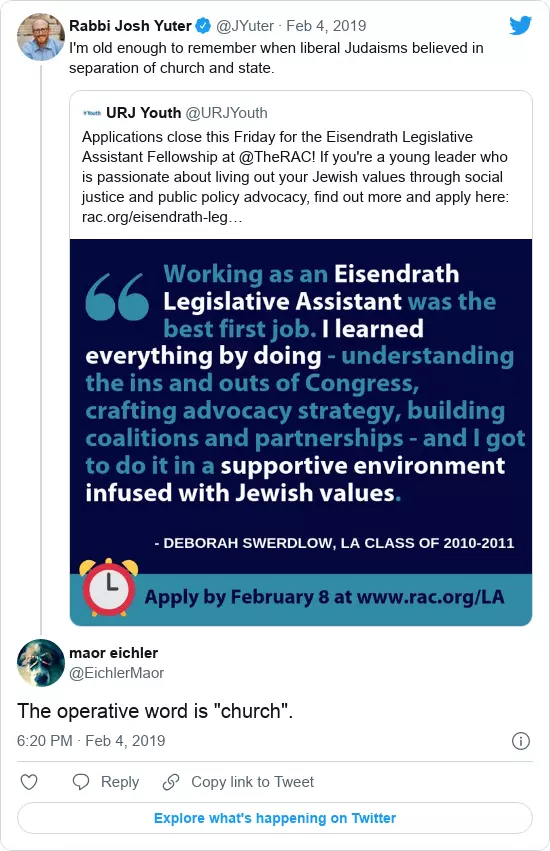 Rabbi Josh Yuter @JYuter · Feb 4, 2019
I'm old enough to remember when liberal Judaisms believed in
separation of church and state.
Youth URJ Youth @URJYouth
Applications close this Friday for the Eisendrath Legislative
Assistant Fellowship at @TheRAC! If you're a young leader who
is passionate about living out your Jewish values through social
justice and public policy advocacy, find out more and apply here:
rac.org/eisendrath-leg…
“ Working as an Eisendrath
Legislative Assistant was the
best first job. I learned
everything by doing - understanding
the ins and outs of Congress,
crafting advocacy strategy, building
coalitions and partnerships - and I got
to do it in a supportive environment
infused with Jewish values.
- DEBORAH SWERDLOW, LA CLASS OF 2010-2011
Apply by February 8 at www.rac.org/LA
maor eichler
@EichlerMaor
The operative word is "church".
6:20 PM · Feb 4, 2019
Reply Copy link to Tweet
Explore what's happening on Twitter